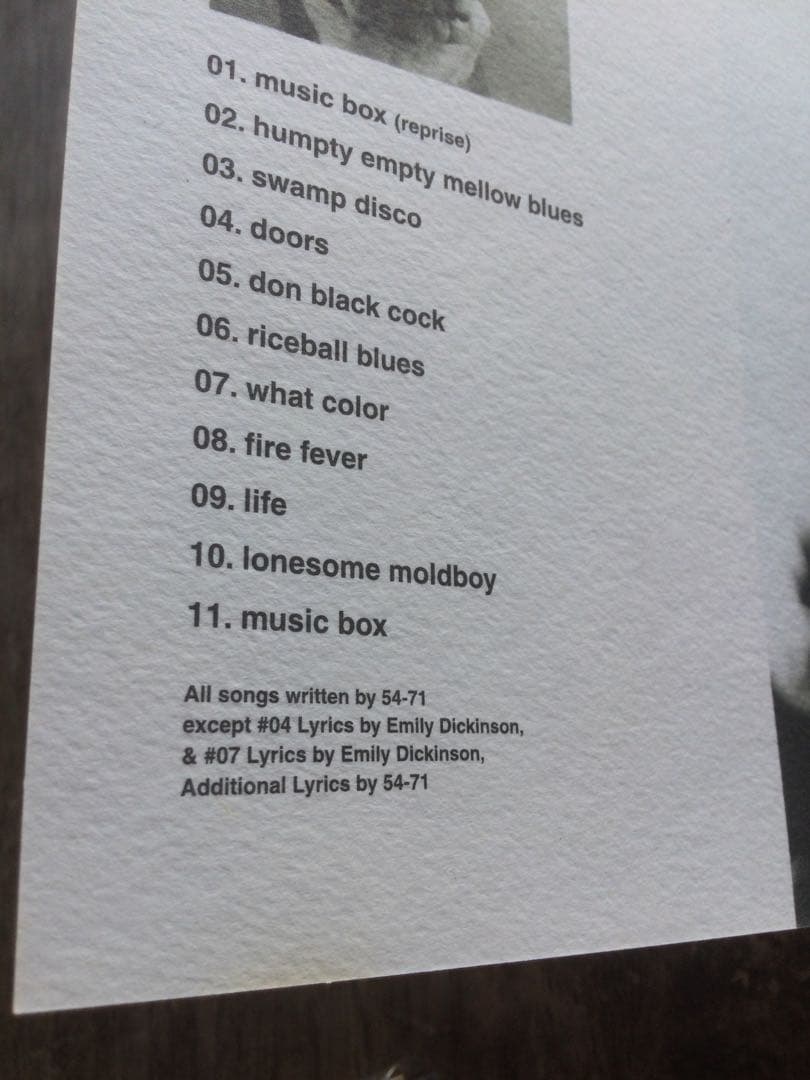 01. music box (reprise)
02. humpty empty mellow blues
03. swamp disco
04. doors
05. don black cock
06. riceball blues
07. what color
08. fire fever
09. life
10. lonesome moldboy
11. music box
All songs written by 54-71
except #04 Lyrics by Emily Dickinson,
& #07 Lyrics by Emily Dickinson,
Additional Lyrics by 54-71